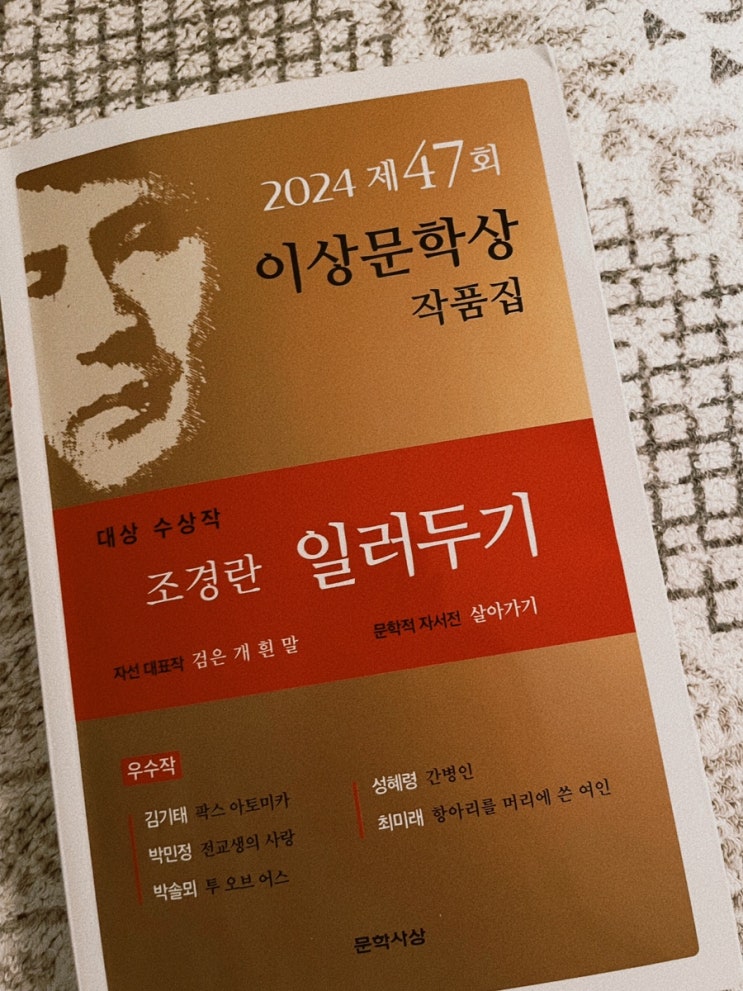 2024 제47회
이상문학상
작품집
대상 수상작
조경란 일러두기
자선 대표작 검은 개 흰 말
문학적 자서전 살아가기
우수작
김기태 팍스 아토미카
박민정 전교생의 사랑
박솔뫼 투 오브 어스
성혜령 간병인
최미래 항아리를 머리에 쓴 여인
문학사상